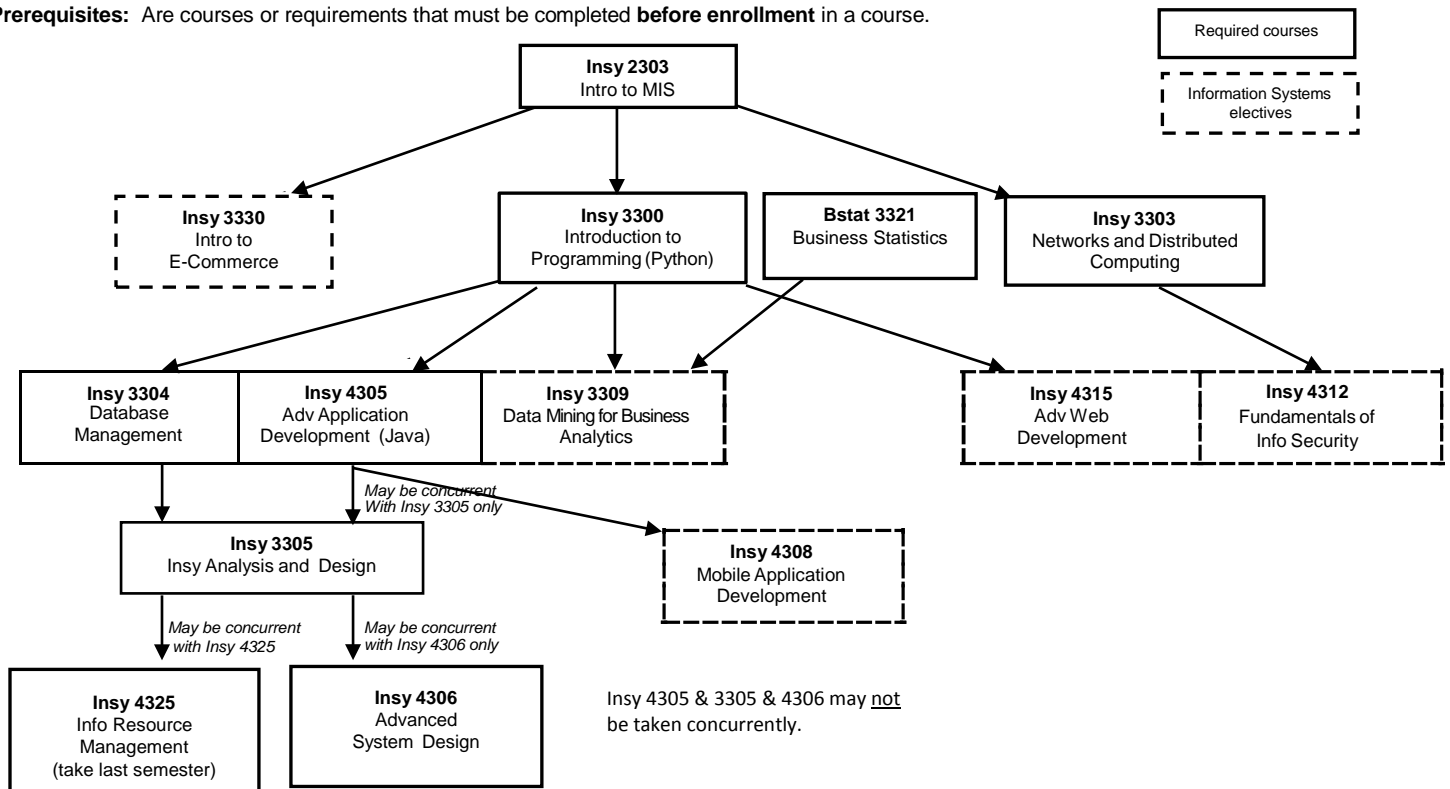 Prerequisites: Are courses or requirements that must be completed before enrollment in a course.
Required courses
Information Systems
electives
Insy 2303
Intro to MIS
Insy 3330
Intro to
E-Commerce
Insy 3300
Introduction to
Programming (Python)
Bstat 3321
Business Statistics
Insy 3303
Networks and Distributed
Computing
Insy 3304
Database
Management
Insy 4305
Adv Application
Development (Java)
Insy 3309
Data Mining for Business
Analytics
Insy 4315
Adv Web
Development
Insy 4312
Fundamentals of
Info Security
May be concurrent
With Insy 3305 only
Insy 3305
Insy Analysis and Design
Insy 4308
Mobile Application
Development
May be concurrent
with Insy 4325
May be concurrent
with Insy 4306 only
Insy 4325
Info Resource
Management
(take last semester)
Insy 4306
Advanced
System Design
Insy 4305 & 3305 & 4306 may not
be taken concurrently.